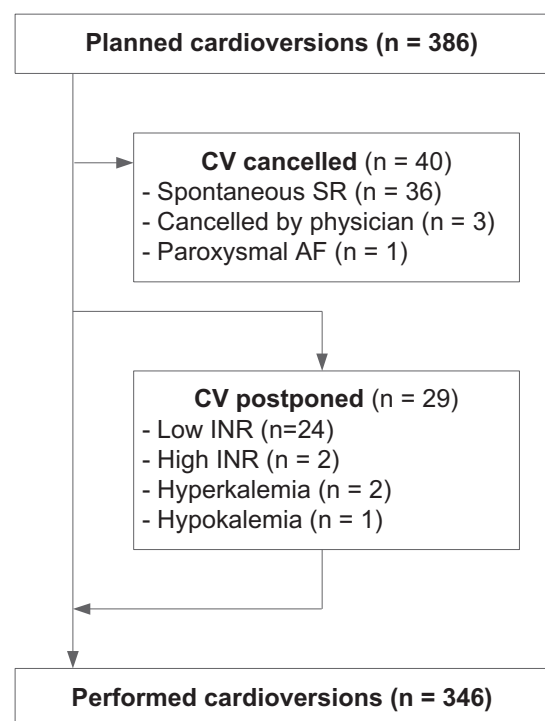 Planned cardioversions (n = 386)
CV cancelled (n = 40)
- Spontaneous SR (n = 36)
- Cancelled by physician (n = 3)
- Paroxysmal AF (n = 1)
CV postponed (n = 29)
- Low INR (n=24)
- High INR (n = 2)
- Hyperkalemia (n = 2)
- Hypokalemia (n = 1)
Performed cardioversions (n = 346)